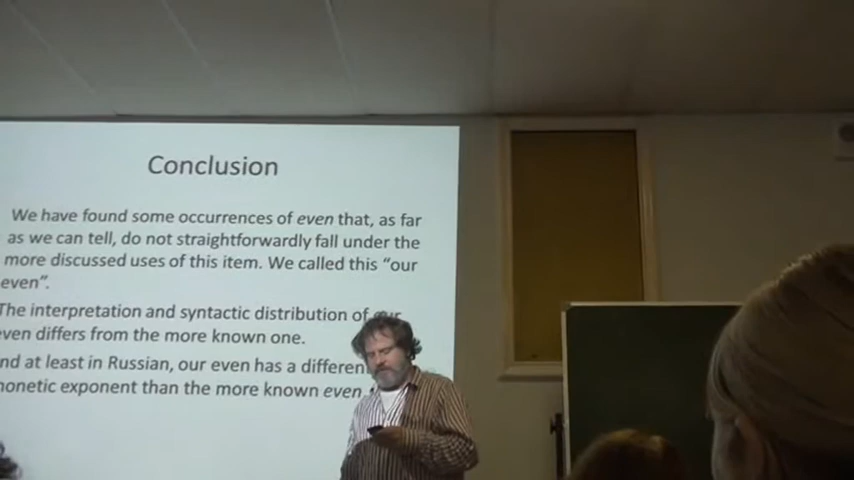 Conclusion
We have found some occurrences of even that, as far
as we can tell, do not straightforwardly fall under the
more discussed uses of this item. We called this “our
even”.
The interpretation and syntactic distribution of our
even differs from the more known one.
at least in Russian, our even has a different
than the more known even